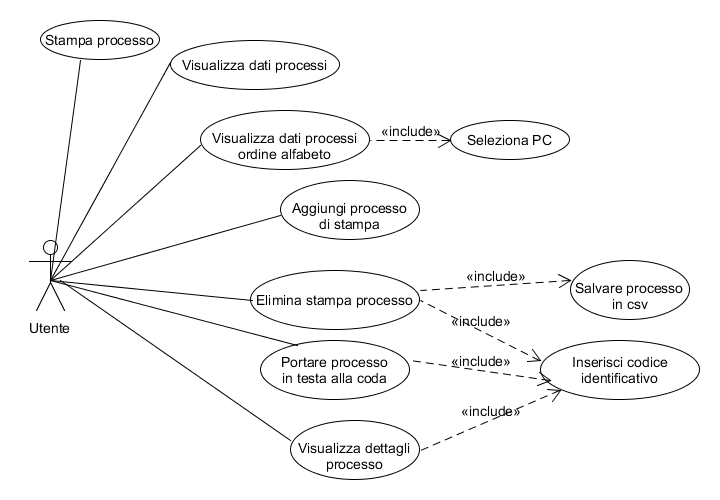 Stampa processo
Visualizza dati processi
Visualizza dati processi
ordine alfabeto
«include»
Seleziona PC
Aggiungi processo
di stampa
Utente
Elimina stampa processo
«include»
Salvare processo
in csv
«include»
Portare processo
in testa alla coda
«include»
Inserisci codice
identificativo
«include»
Visualizza dettagli
processo